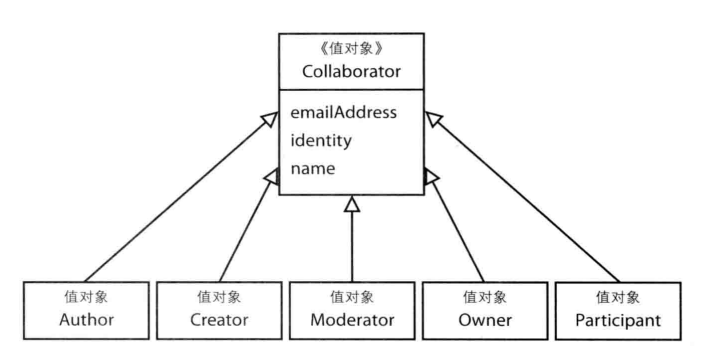 《值对象》
Collaborator
emailAddress
identity
name
值对象
Author
值对象
Creator
值对象
Moderator
值对象
Owner
值对象
Participant